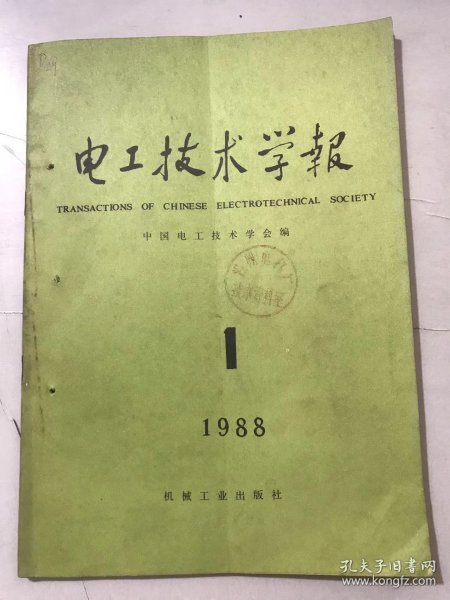 电工技术学報
TRANSACTIONS OF CHINESE ELECTROTECHNICAL SOCIETY
中国电工技术学会编
1
1988
机械工业出版社
孔夫子旧书网
www.kongfz.com